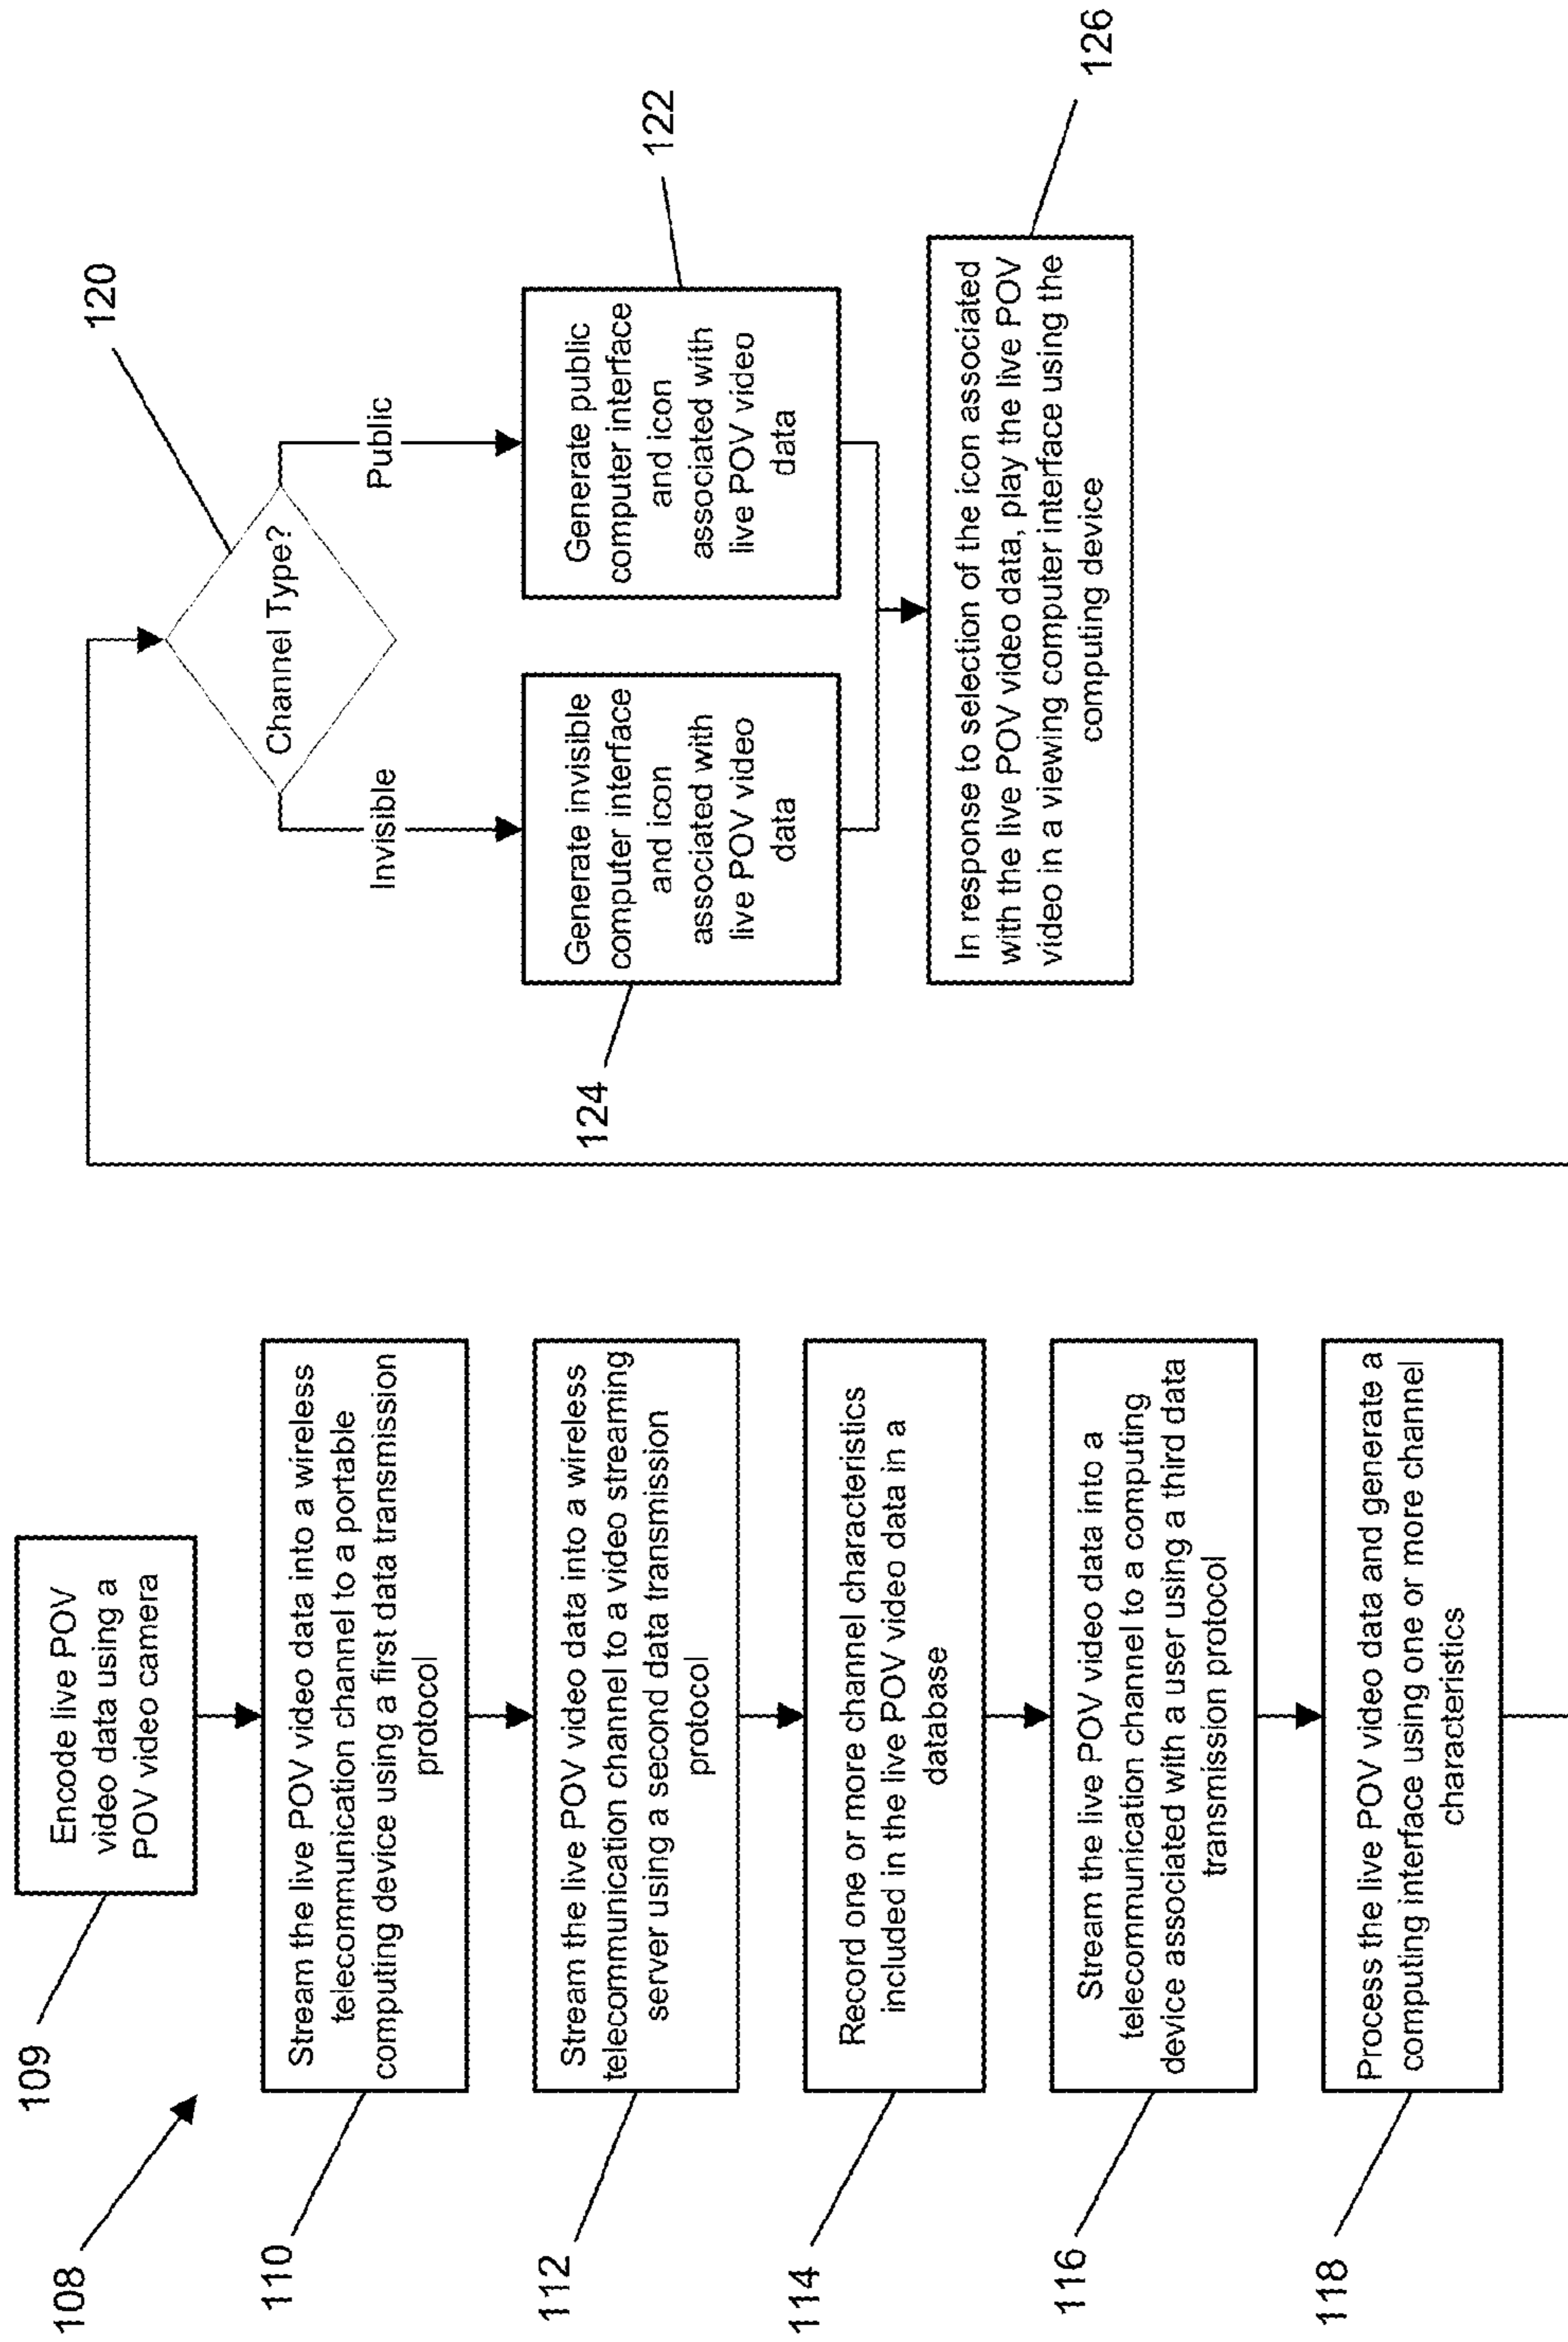 108
109
Encode live POV
video data using a
POV video camera
110
Stream the live POV video data into a wireless
telecommunication channel to a portable
computing device using a first data transmission
protocol
112
Stream the live POV video data into a wireless
telecommunication channel to a video streaming
server using a second data transmission
protocol
114
Record one or more channel characteristics
included in the live POV video data in a
database
116
Stream the live POV video data into a
telecommunication channel to a computing
device associated with a user using a third data
transmission protocol
118
Process the live POV video data and generate a
computing interface using one or more channel
characteristics
120
Channel Type?
Invisible
Public
124
Generate invisible
computer interface
and icon
associated with
live POV video
data
122
Generate public
computer interface
and icon
associated with
live POV video
data
126
In response to selection of the icon associated
with the live POV video data, play the live POV
video in a viewing computer interface using the
computing device